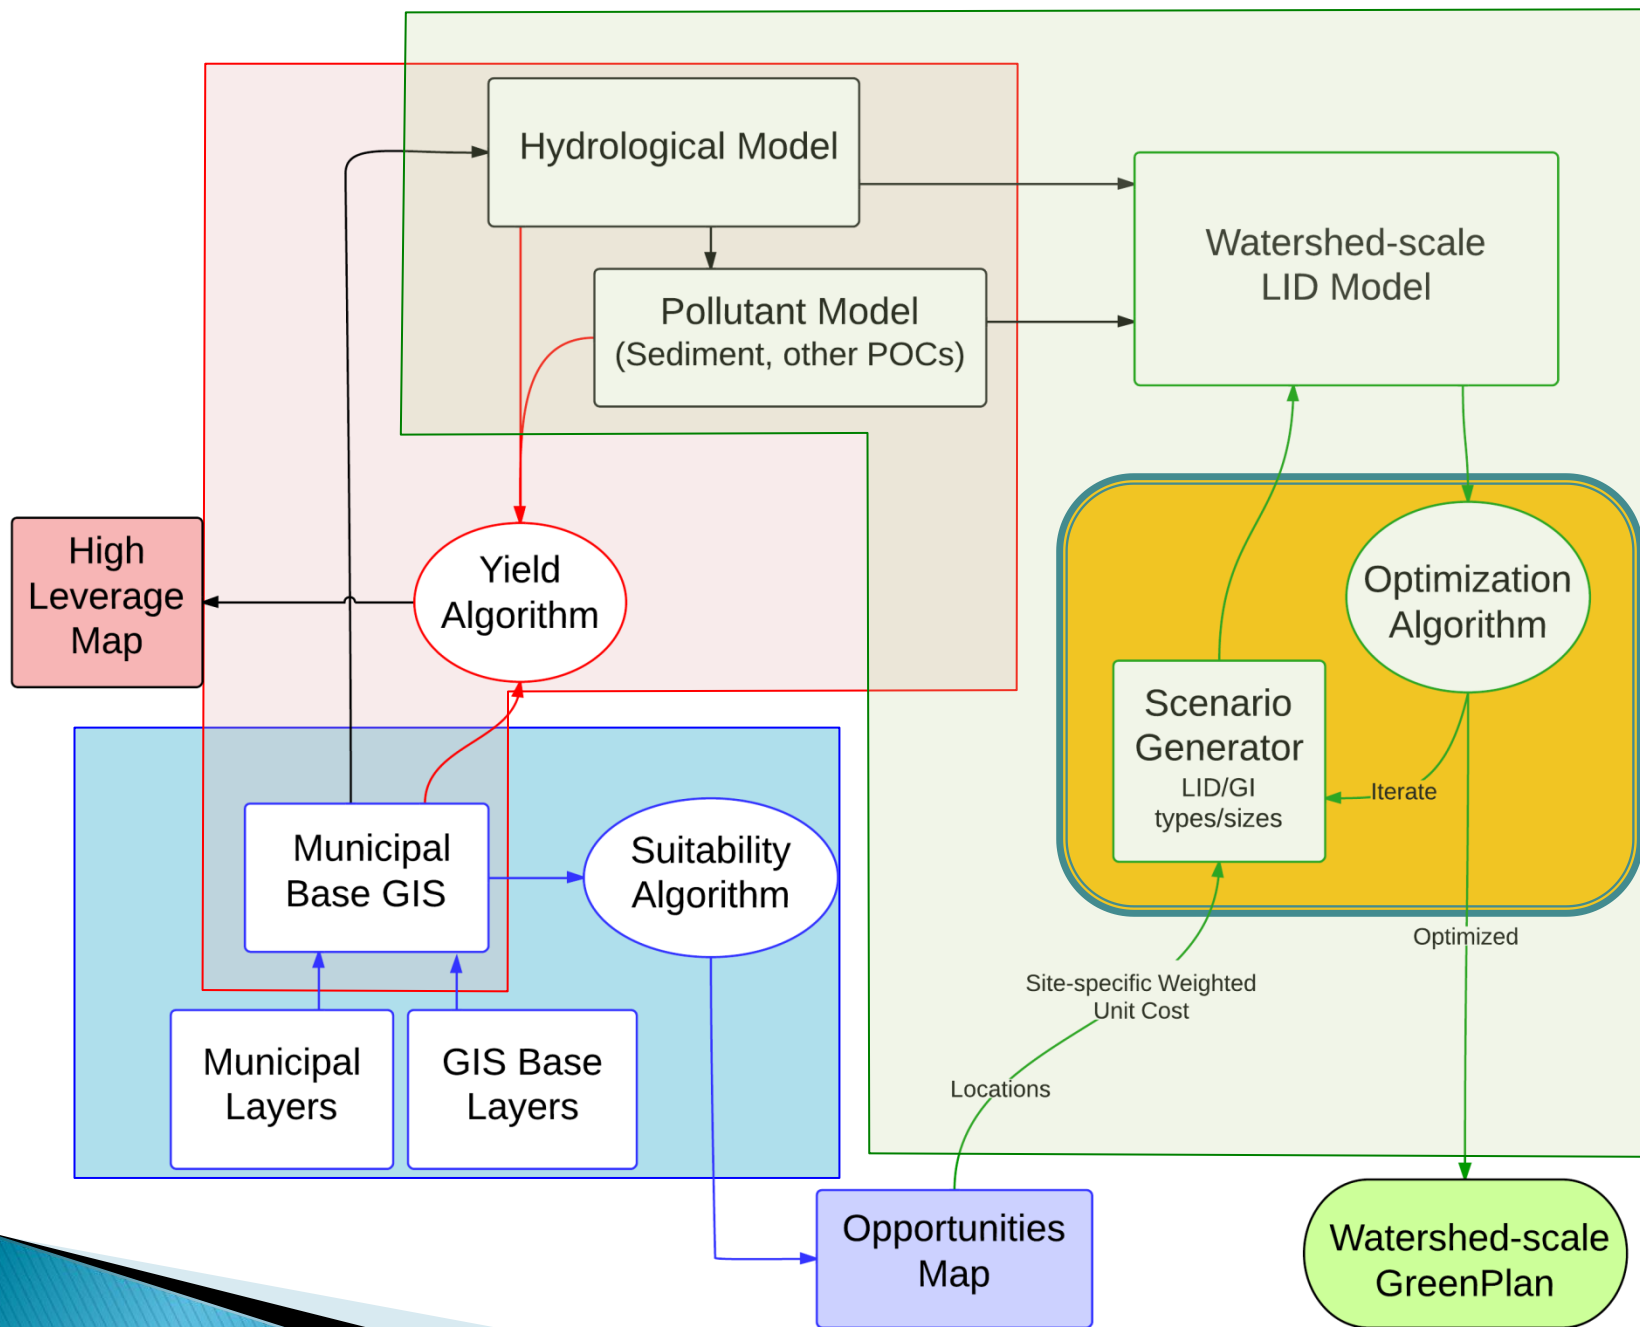 Hydrological Model
Pollutant Model
(Sediment, other POCs)
Watershed-scale
LID Model
High
Leverage
Map
Yield
Algorithm
Optimization
Algorithm
Scenario
Generator
LID/GI
types/sizes
Iterate
Municipal
Base GIS
Suitability
Algorithm
Optimized
Site-specific Weighted
Unit Cost
Municipal
Layers
GIS Base
Layers
Locations
Opportunities
Map
Watershed-scale
GreenPlan